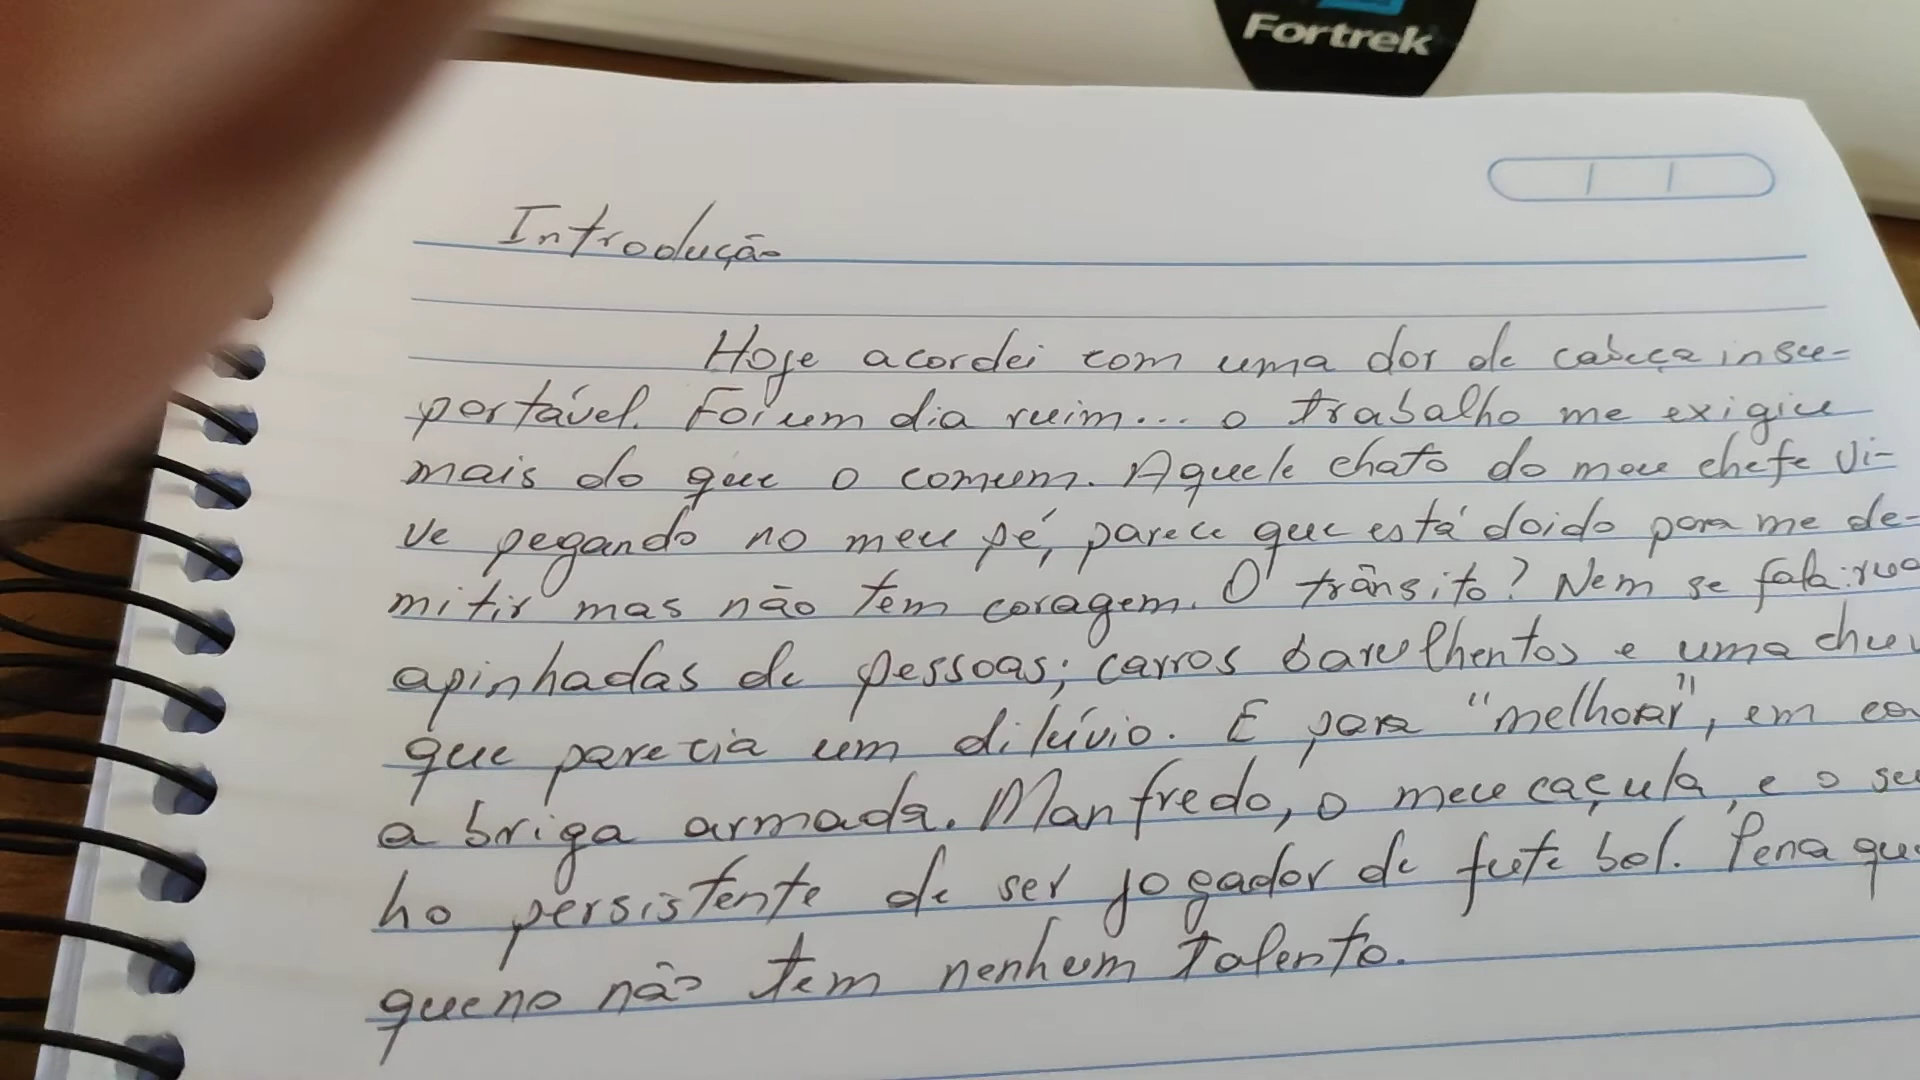 Fortrek
Introdução
Hoje acordei com uma dor de cabeça insu-
portável. Foi um dia ruim... o trabalho me exigiu
mais do que o comum. Aquele chato do meu chefe vi-
ve pegando no meu pé, parece que está doido para me de-
mitir mas não tem coragem. O trânsito? Nem se fala: rua
apinhadas de pessoas; carros barulhentos e uma chuv
que parecia um dilúvio. E para "melhorar", em ca
a briga armada. Manfredo, o meu caçula, e o seu
ho persistente de ser jogador de futebol. Pena que
queno não tem nenhum talento.